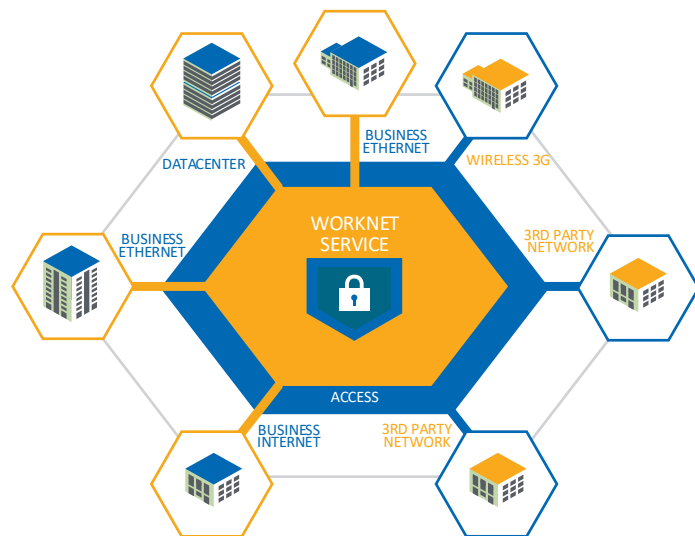 BUSINESS
ETHERNET
DATACENTER
WIRELESS 3G
WORKNET
SERVICE
BUSINESS
ETHERNET
3RD PARTY
NETWORK
ACCESS
BUSINESS
INTERNET
3RD PARTY
NETWORK